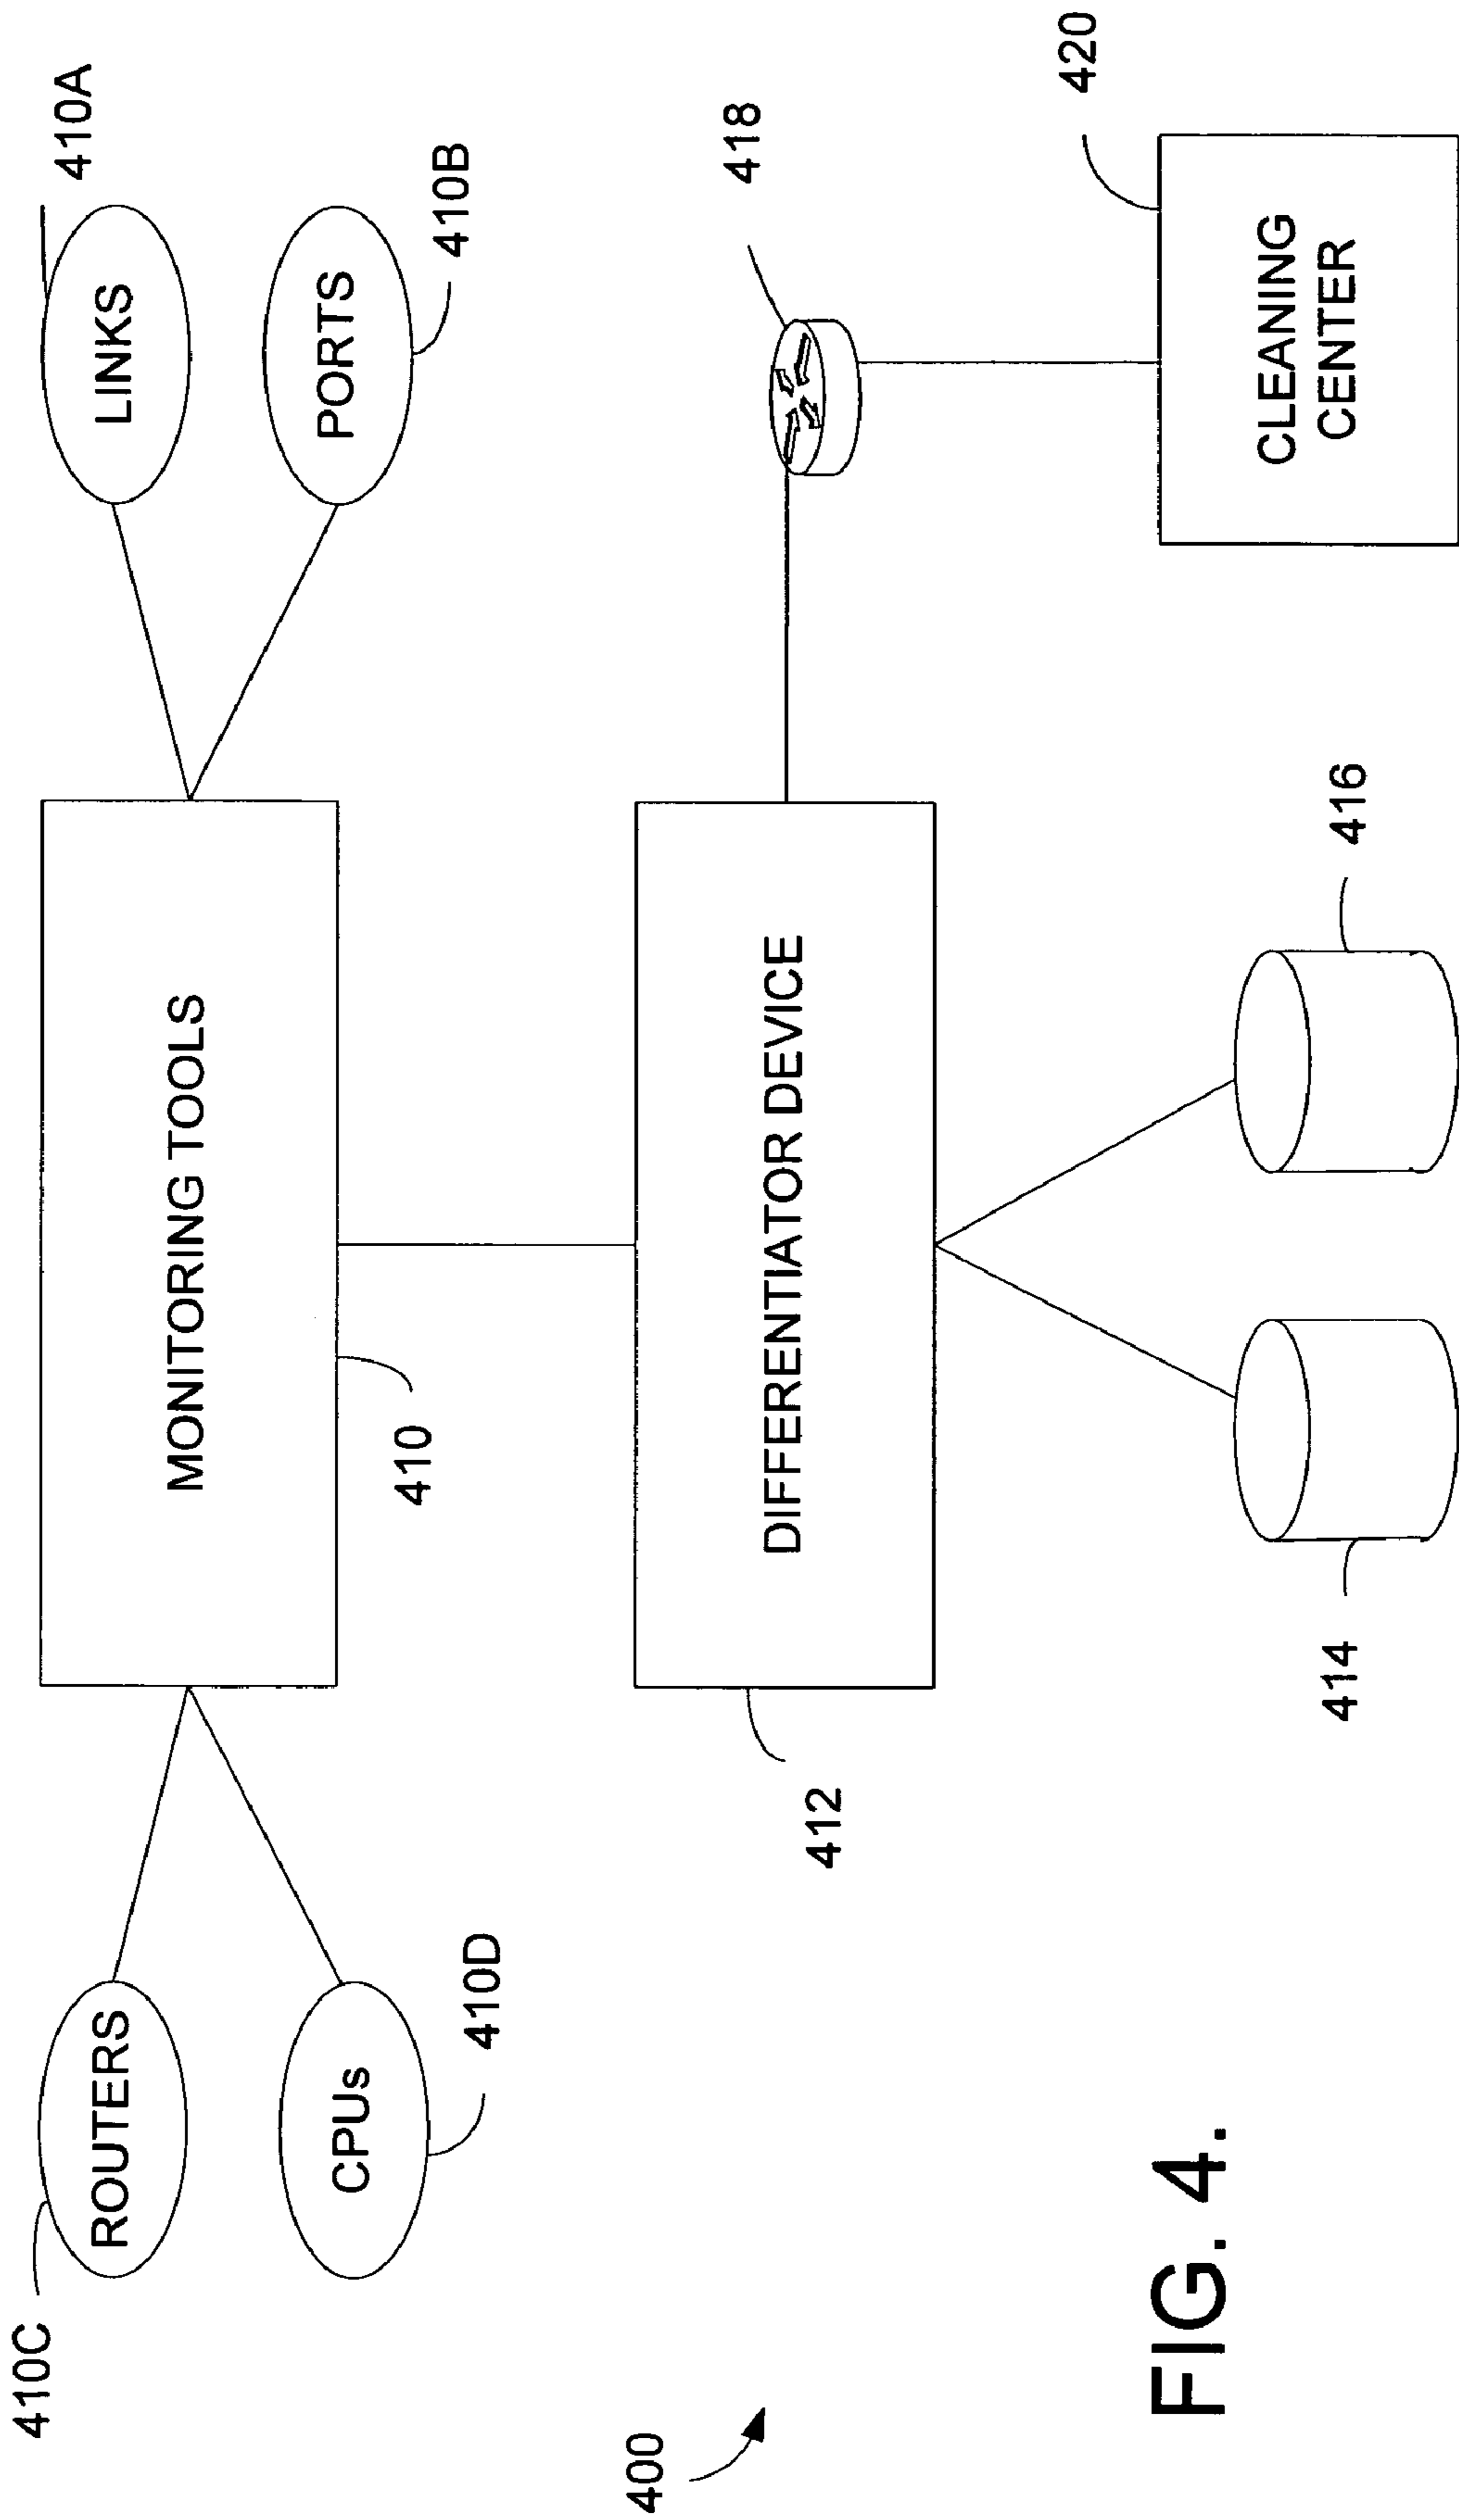 410C
ROUTERS
LINKS
410A
MONITORING TOOLS
CPUs
PORTS
410B
410D
410
400
412
DIFFERENTIATOR DEVICE
418
420
414
416
CLEANING
CENTER
FIG. 4.